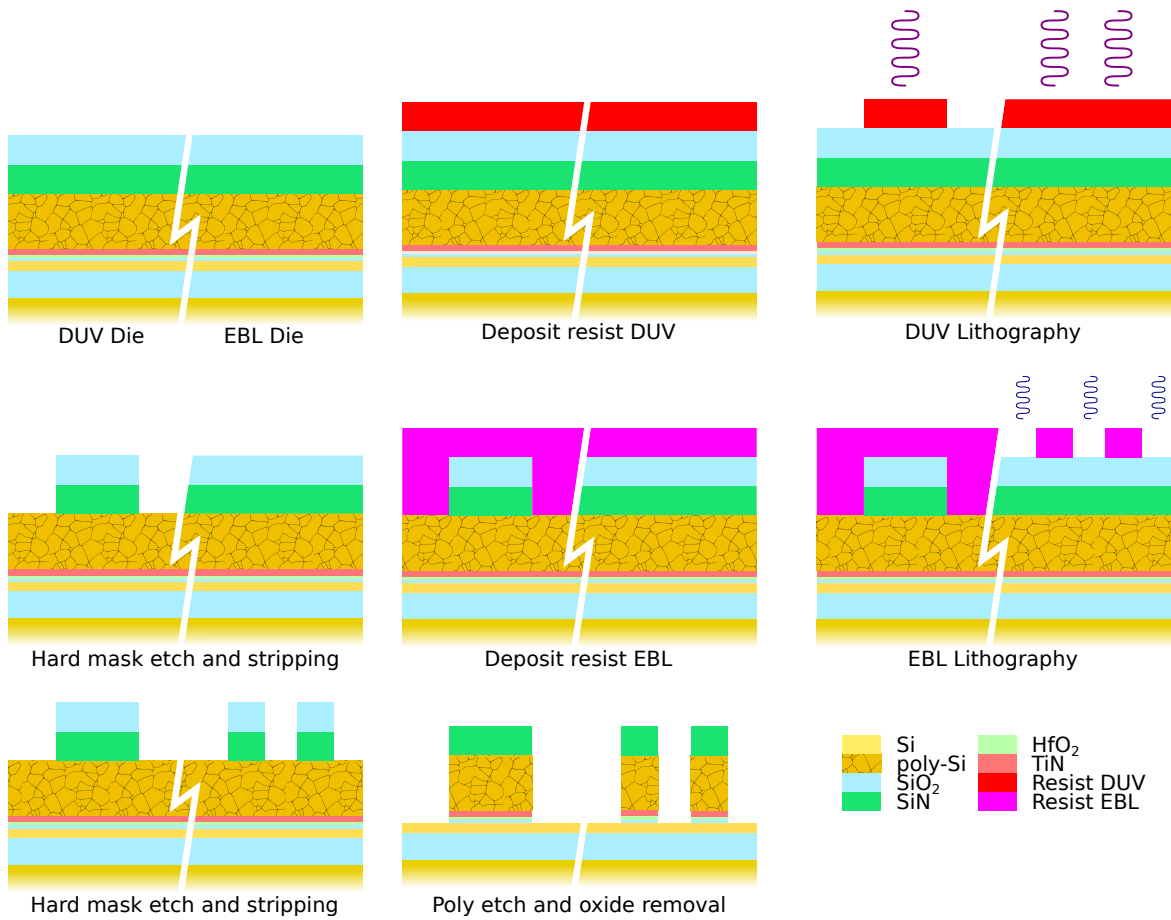 DUV Die
EBL Die
Deposit resist DUV
DUV Lithography
Hard mask etch and stripping
Deposit resist EBL
EBL Lithography
Hard mask etch and stripping
Poly etch and oxide removal
Si
poly-Si
SiO₂
SiN
HfO₂
TiN
Resist DUV
Resist EBL